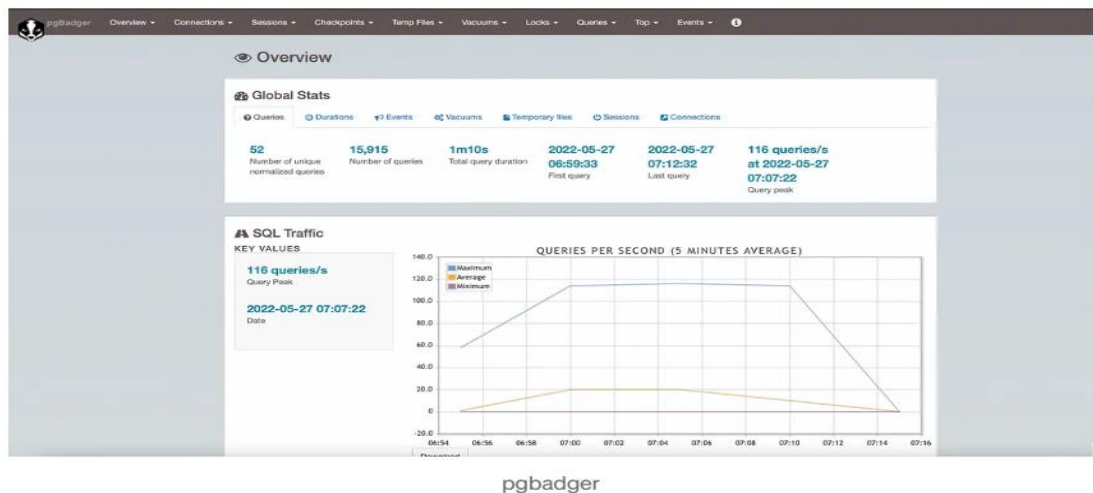 pgBadger Overview Connections Sessions Checkpoints Temp Files Vacuums Locks Queries Top Events
Overview
Global Stats
Queries Durations Events Vacuums Temporary files Sessions Connections
52
Number of unique
normalized queries
15,915
Number of queries
1m10s
Total query duration
2022-05-27
06:59:33
First query
2022-05-27
07:12:32
Last query
116 queries/s
at 2022-05-27
07:07:22
Query peak
SQL Traffic
KEY VALUES
116 queries/s
Query Peak
2022-05-27 07:07:22
Date
QUERIES PER SECOND (5 MINUTES AVERAGE)
Maximum
Average
Minimum
140.0
120.0
100.0
80.0
60.0
40.0
20.0
0
-20.0
06:54 06:56 06:58 07:00 07:02 07:04 07:06 07:08 07:10 07:12 07:14 07:16
Download
pgbadger